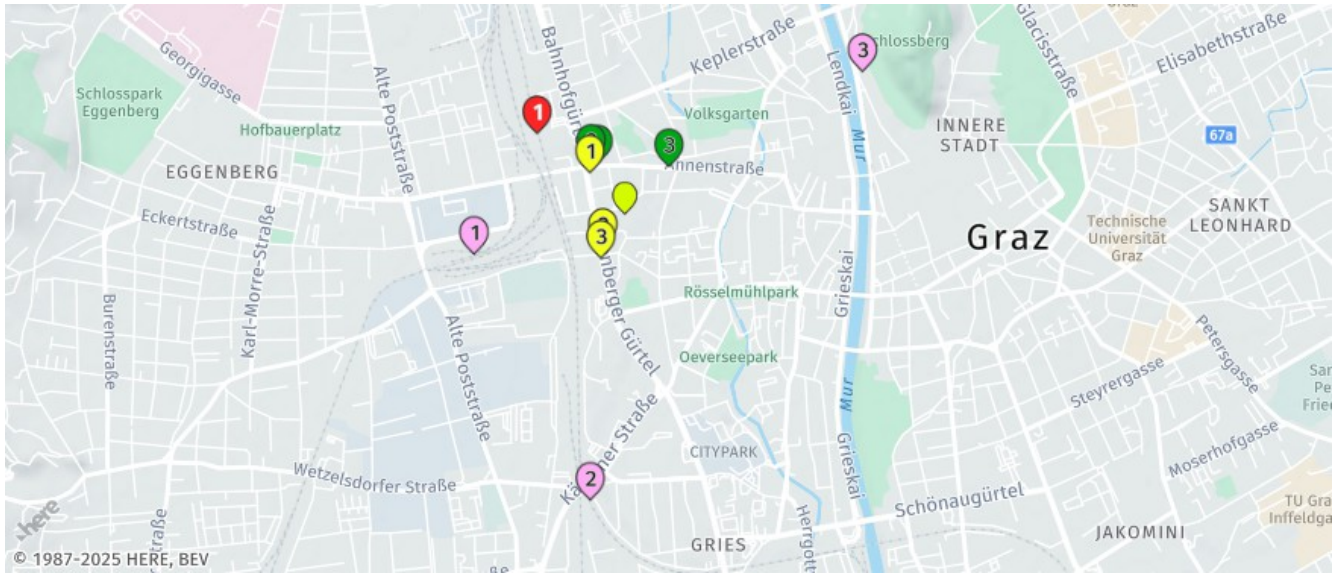 Georgigasse
Schlosspark
Eggenberg
Hofbauerplatz
EGGENBERG
Eckertstraße
Karl-Morre-Straße
Burenstraße
Alte Poststraße
Alte Poststraße
Wetzelsdorfer Straße
Bahnhofgürtel
Keplerstraße
Volksgarten
Annenstraße
1
1
3
3
1
3
2
Rösselmühlpark
Oeverseepark
CITYPARK
GRIES
Lendkai
Mur
Grieskai
Mur
Grieskai
Schlossberg
Glacisstraße
Elisabethstraße
INNERE
STADT
67a
SANKT
LEONHARD
Graz
Technische
Universität
Graz
Petersgasse
Steyrergasse
Moserhofgasse
Schönaugürtel
JAKOMINI
TU Gra
Inffeldga
here
© 1987-2025 HERE, BEV